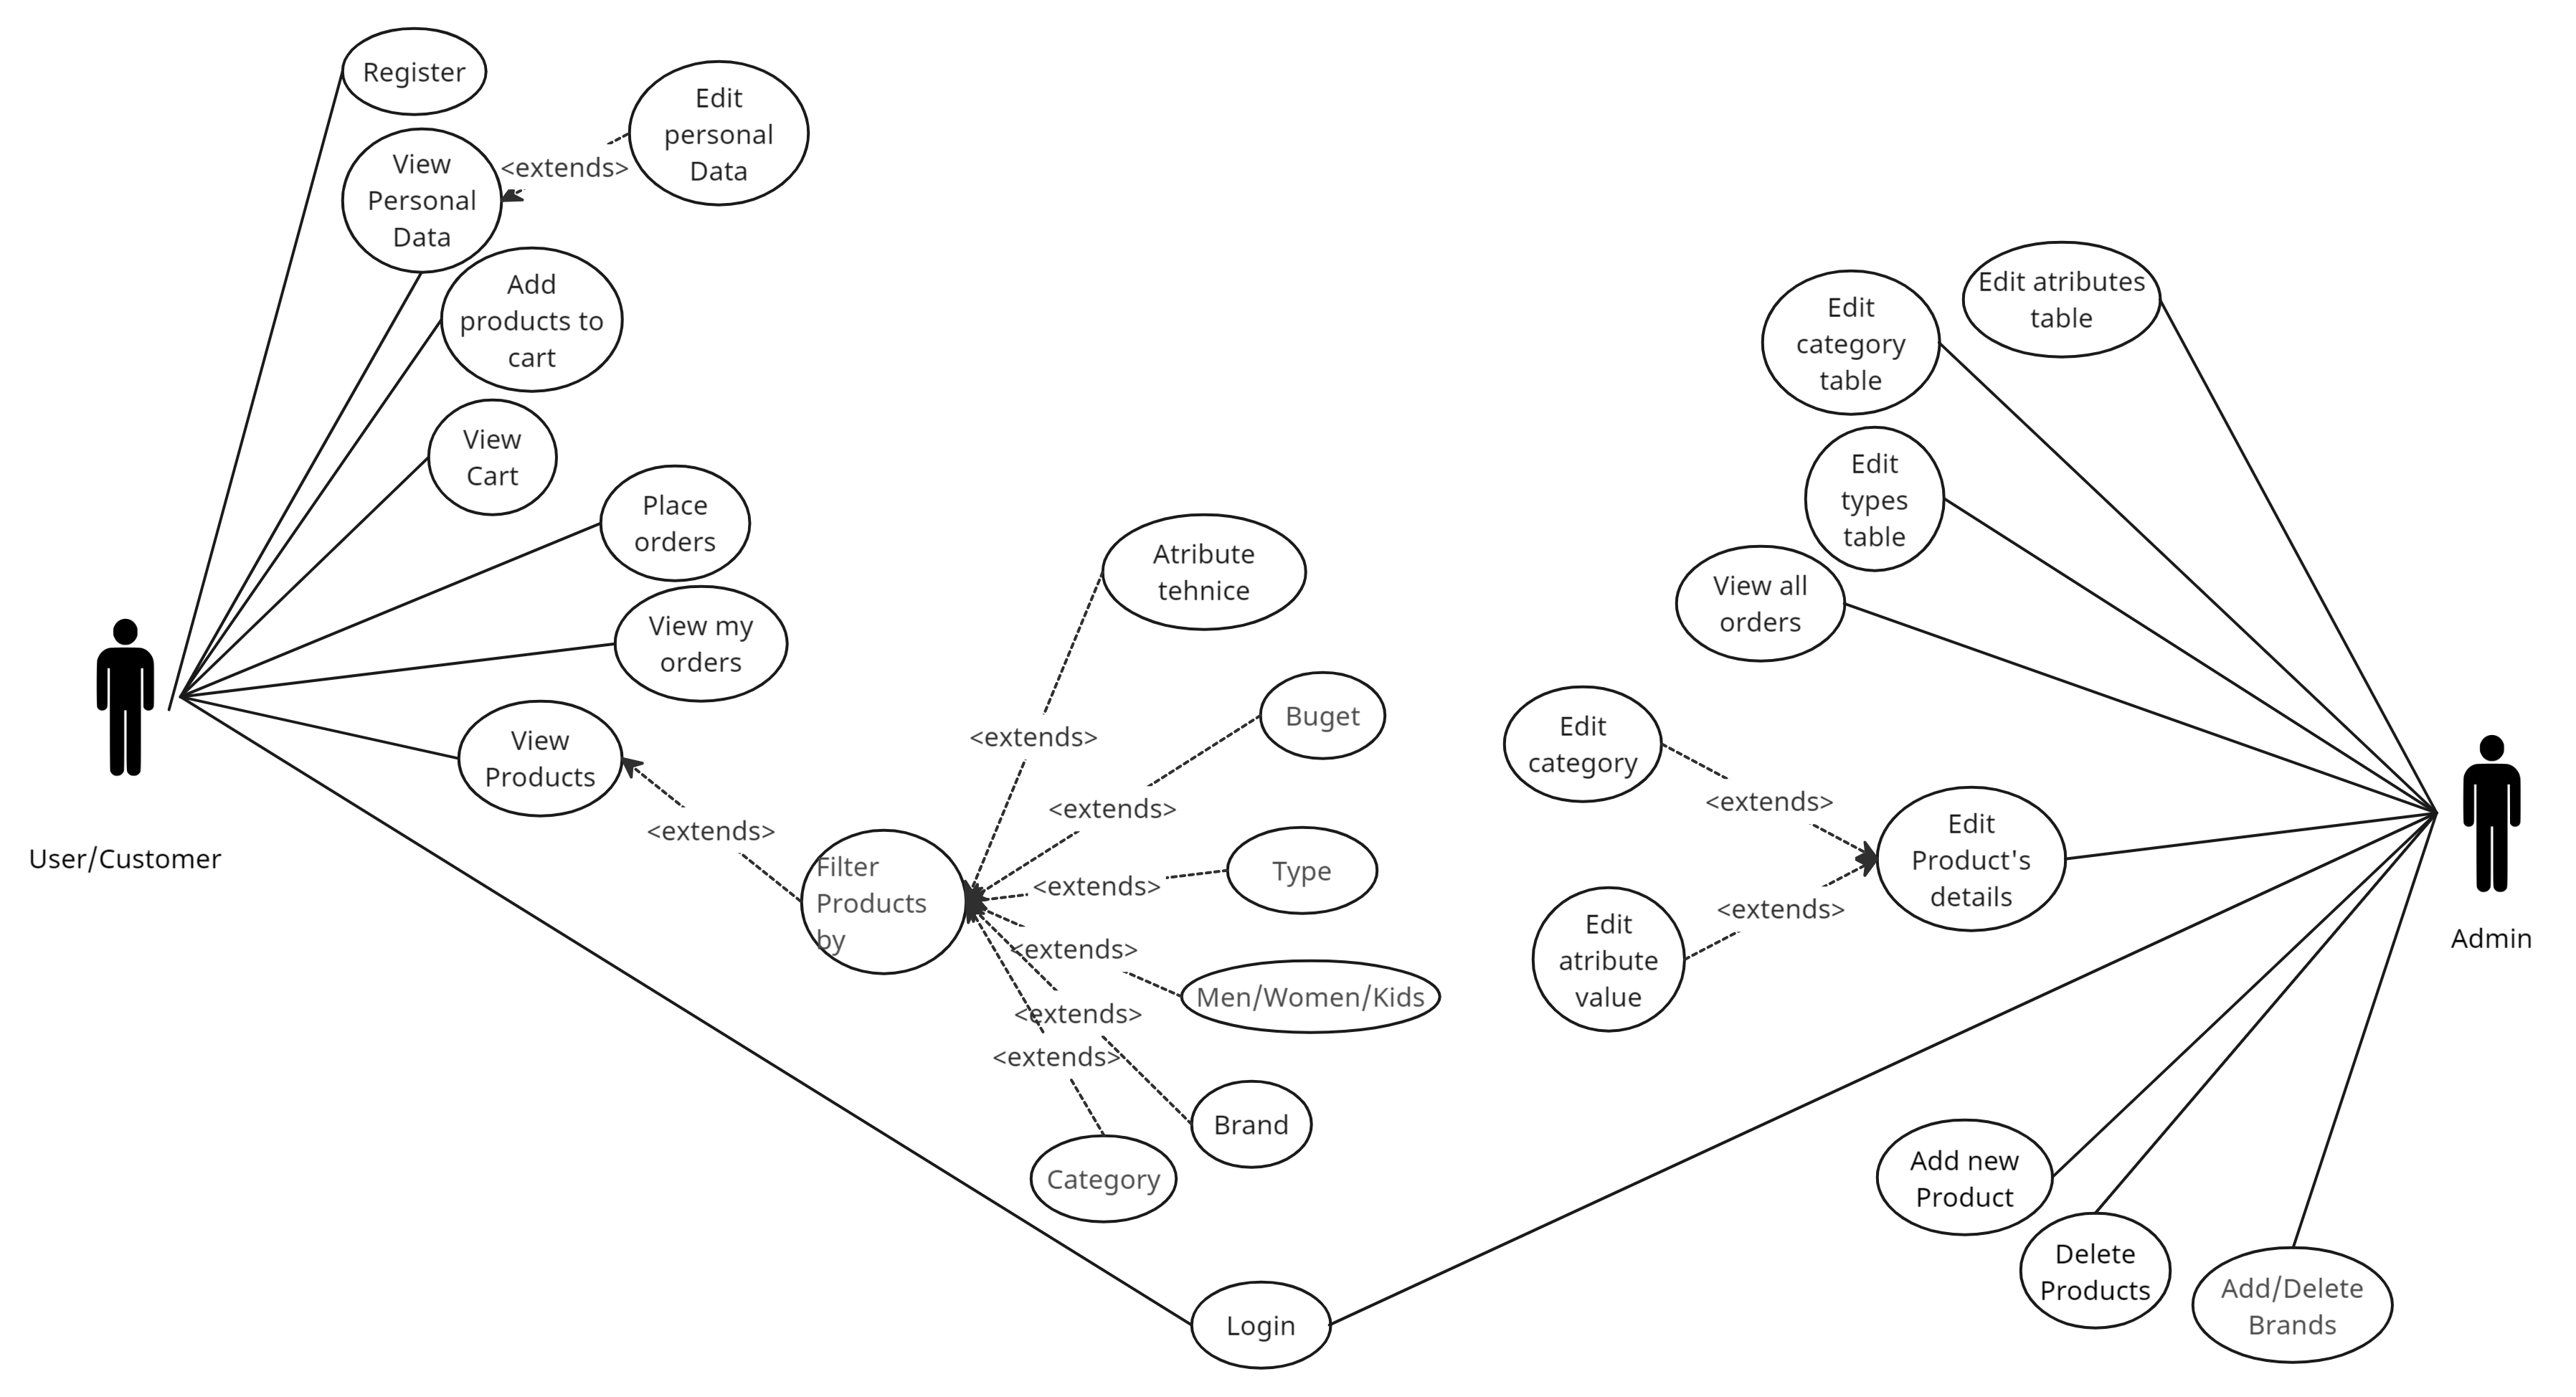 Register
Edit
personal
Data
<extends>
View
Personal
Data
Add
products to
cart
View
Cart
Place
orders
View my
orders
View
Products
User/Customer
<extends>
Filter
Products
by
Atribute
tehnice
<extends>
Buget
<extends>
Type
<extends>
Men/Women/Kids
<extends>
Brand
<extends>
Category
<extends>
Login
Edit atributes
table
Edit
category
table
Edit
types
table
View all
orders
Edit
category
<extends>
Edit
Product's
details
Edit
atribute
value
<extends>
Admin
Add new
Product
Delete
Products
Add/Delete
Brands